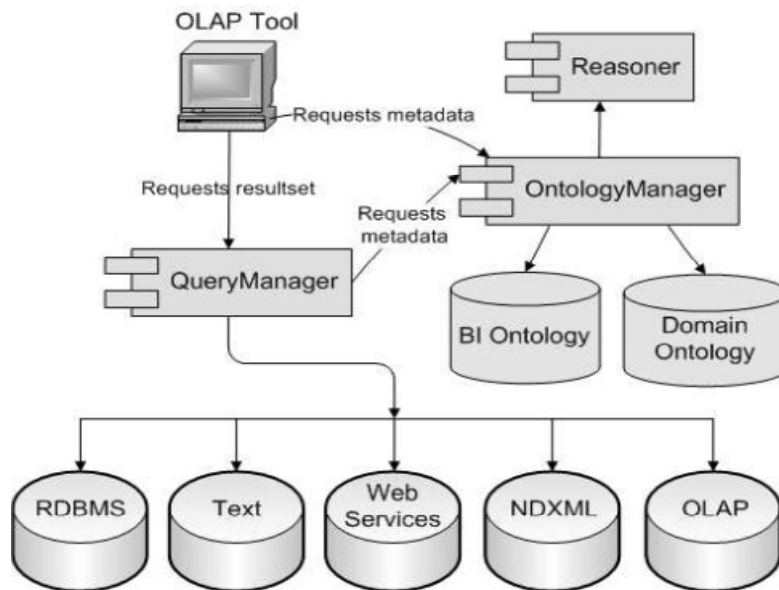 OLAP Tool
Reasoner
Requests metadata
OntologyManager
Requests resultset
Requests
metadata
QueryManager
BI Ontology
Domain
Ontology
RDBMS
Text
Web
Services
NDXML
OLAP